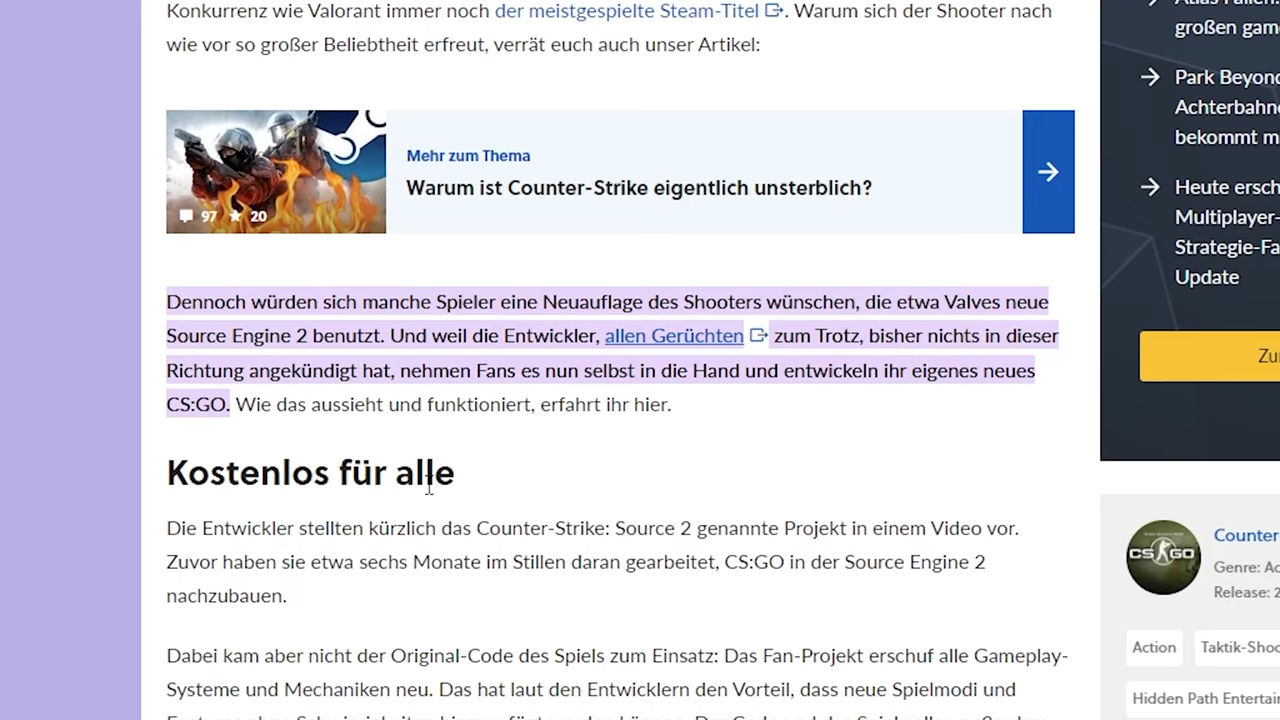 Konkurrenz wie Valorant immer noch der meistgespielte Steam-Titel. Warum sich der Shooter nach
wie vor so großer Beliebtheit erfreut, verrät euch auch unser Artikel:
Mehr zum Thema
Warum ist Counter-Strike eigentlich unsterblich?
97 20
Dennoch würden sich manche Spieler eine Neuauflage des Shooters wünschen, die etwa Valves neue
Source Engine 2 benutzt. Und weil die Entwickler, allen Gerüchten zum Trotz, bisher nichts in dieser
Richtung angekündigt hat, nehmen Fans es nun selbst in die Hand und entwickeln ihr eigenes neues
CS:GO. Wie das aussieht und funktioniert, erfahrt ihr hier.
Kostenlos für alle
Die Entwickler stellten kürzlich das Counter-Strike: Source 2 genannte Projekt in einem Video vor.
Zuvor haben sie etwa sechs Monate im Stillen daran gearbeitet, CS:GO in der Source Engine 2
nachzubauen.
Dabei kam aber nicht der Original-Code des Spiels zum Einsatz: Das Fan-Projekt erschuf alle Gameplay-
Systeme und Mechaniken neu. Das hat laut den Entwicklern den Vorteil, dass neue Spielmodi und
großen gam
Park Beyond
Achterbahn
bekommt m
Heute ersch
Multiplayer-
Strategie-Fa
Update
Zu
CS GO
Counter
Genre: Ac
Release: 2
Action
Taktik-Shoo
Hidden Path Entertai